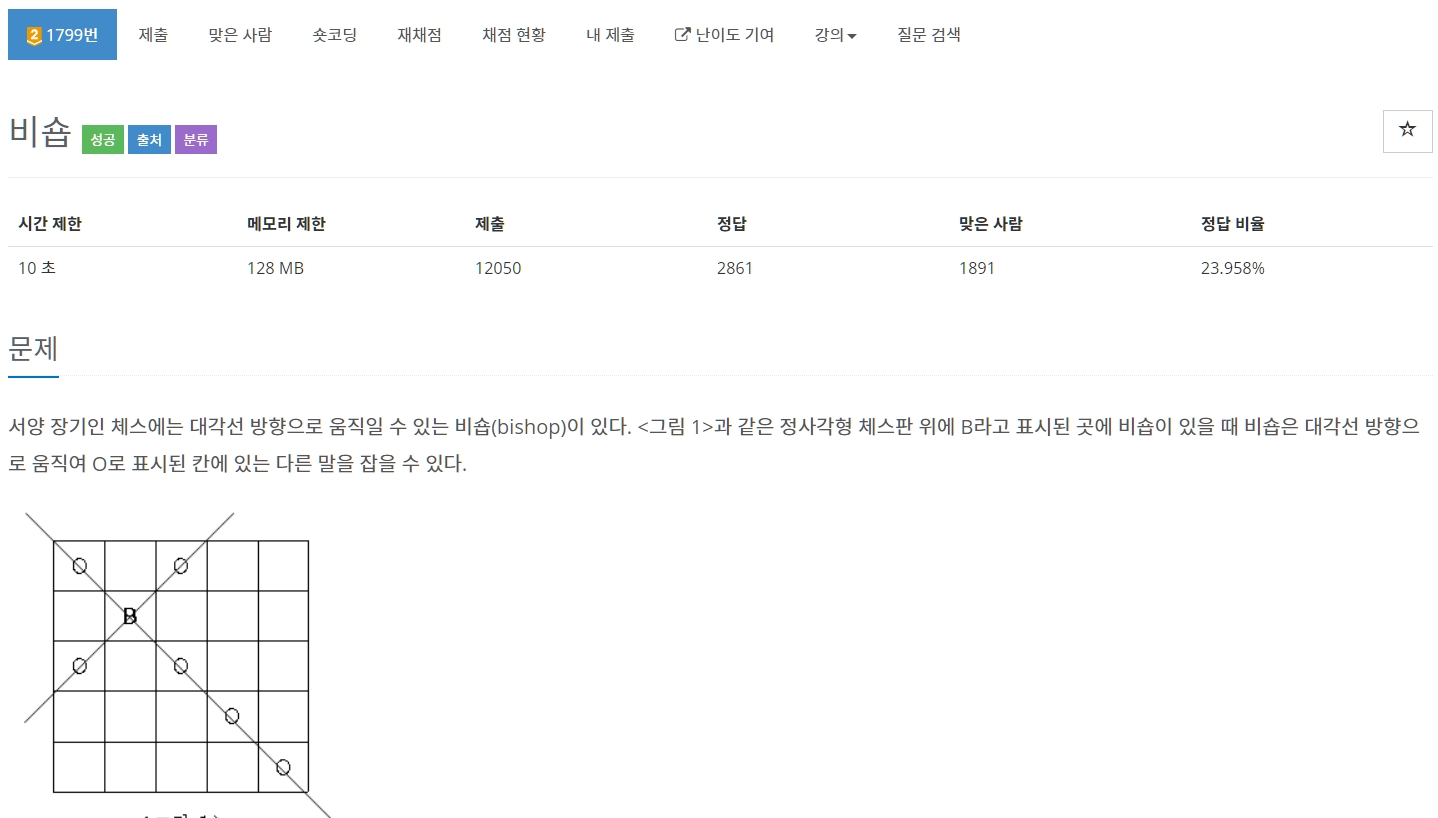 2 1799번 제출 맞은 사람 숏코딩 재채점 채점 현황 내 제출 난이도 기여 강의 질문 검색
비숍 성공 출처 분류
시간 제한 메모리 제한 제출 정답 맞은 사람 정답 비율
10 초 128 MB 12050 2861 1891 23.958%
문제
서양 장기인 체스에는 대각선 방향으로 움직일 수 있는 비숍(bishop)이 있다. <그림 1>과 같은 정사각형 체스판 위에 B라고 표시된 곳에 비숍이 있을 때 비숍은 대각선 방향으
로 움직여 O로 표시된 칸에 있는 다른 말을 잡을 수 있다.
O O
B
O O
O
O